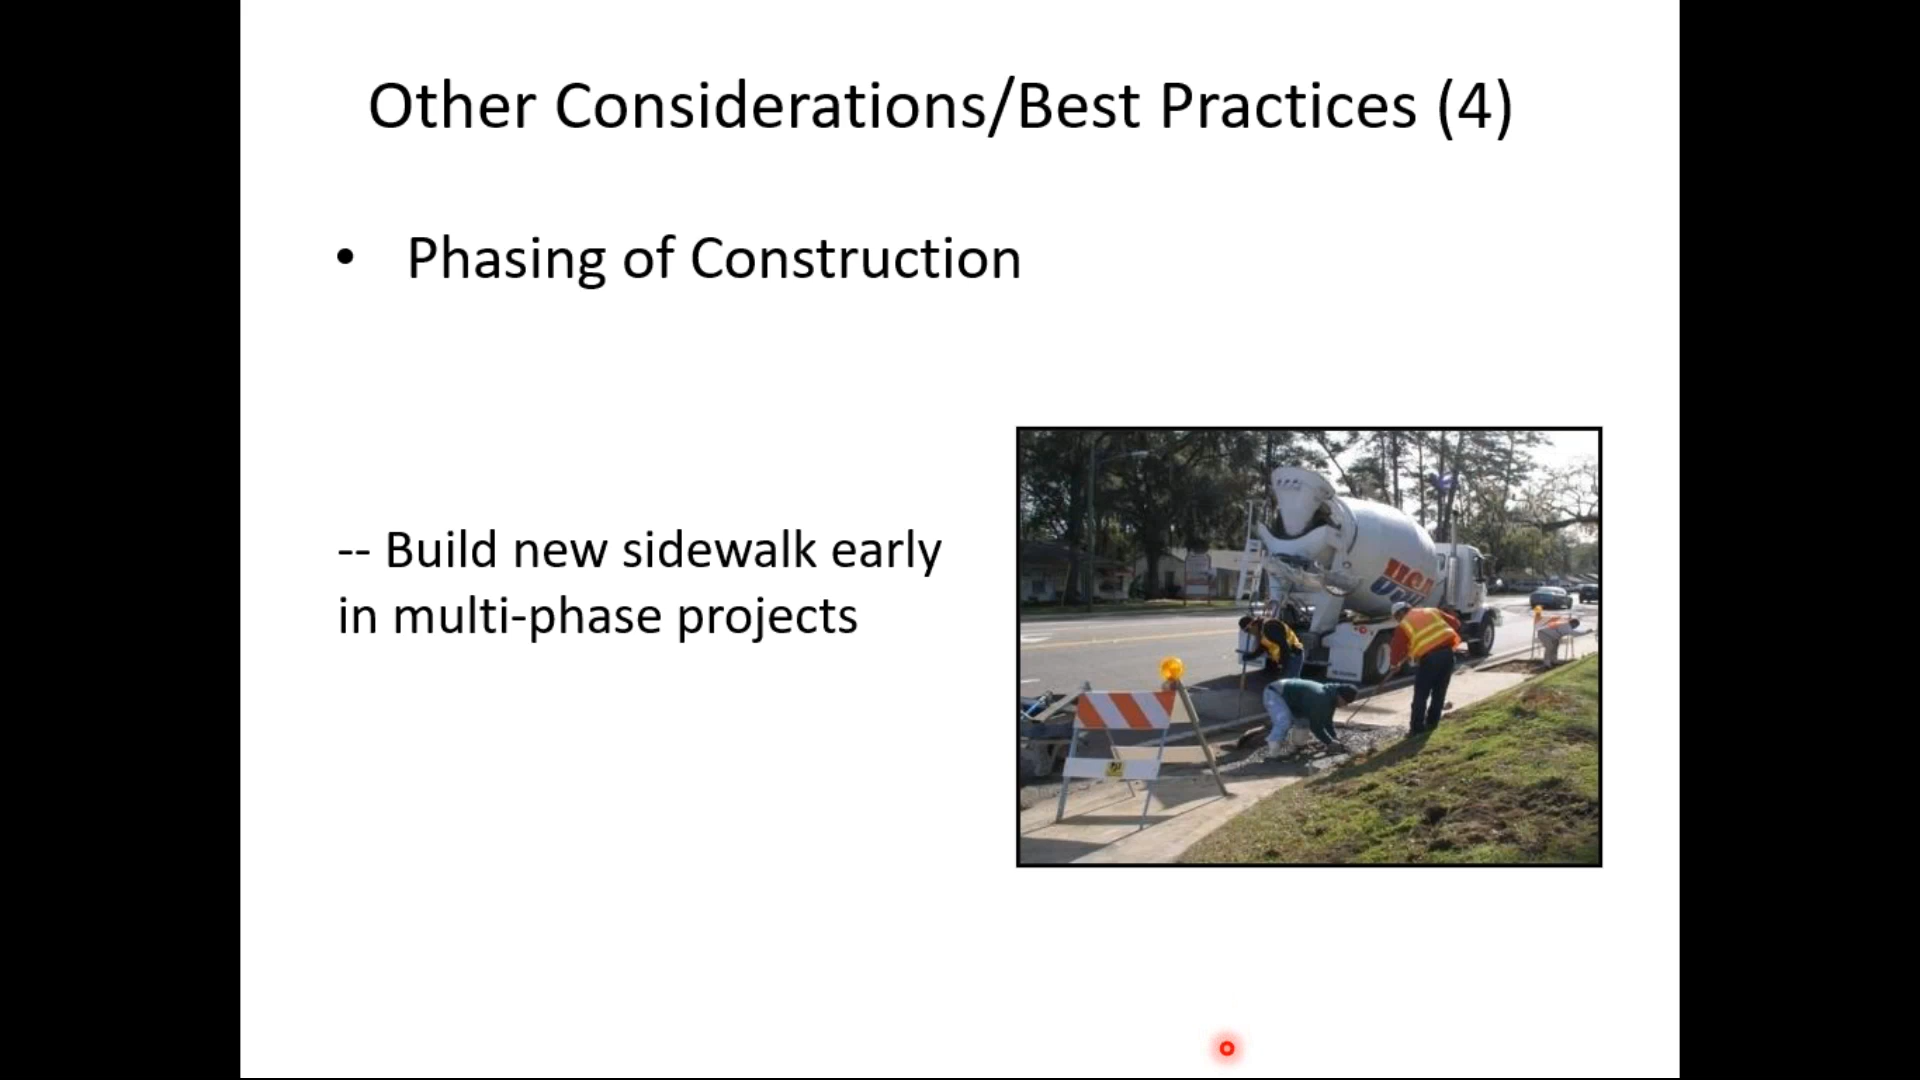 Other Considerations/Best Practices (4)
• Phasing of Construction
-- Build new sidewalk early
in multi-phase projects